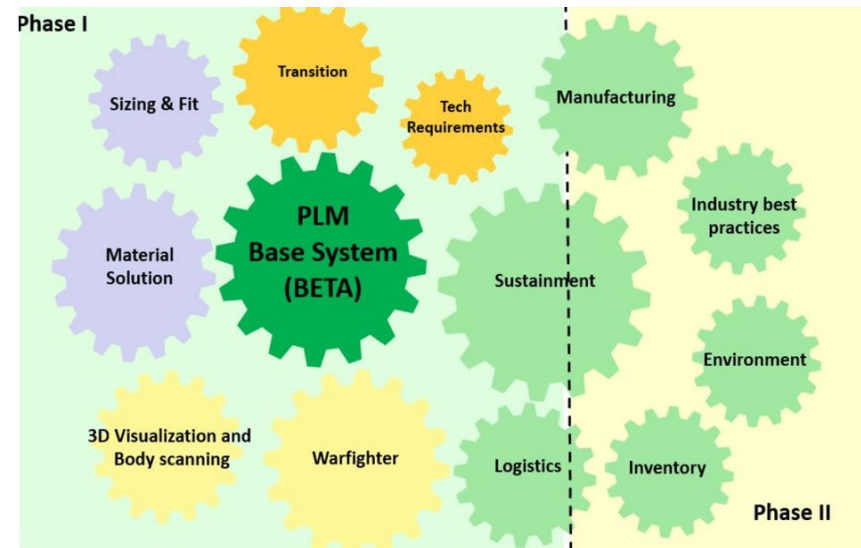 Phase I
Transition
Sizing & Fit
Tech
Requirements
Manufacturing
PLM
Base System
(BETA)
Industry best
practices
Material
Solution
Sustainment
Environment
3D Visualization and
Body scanning
Warfighter
Logistics
Inventory
Phase II